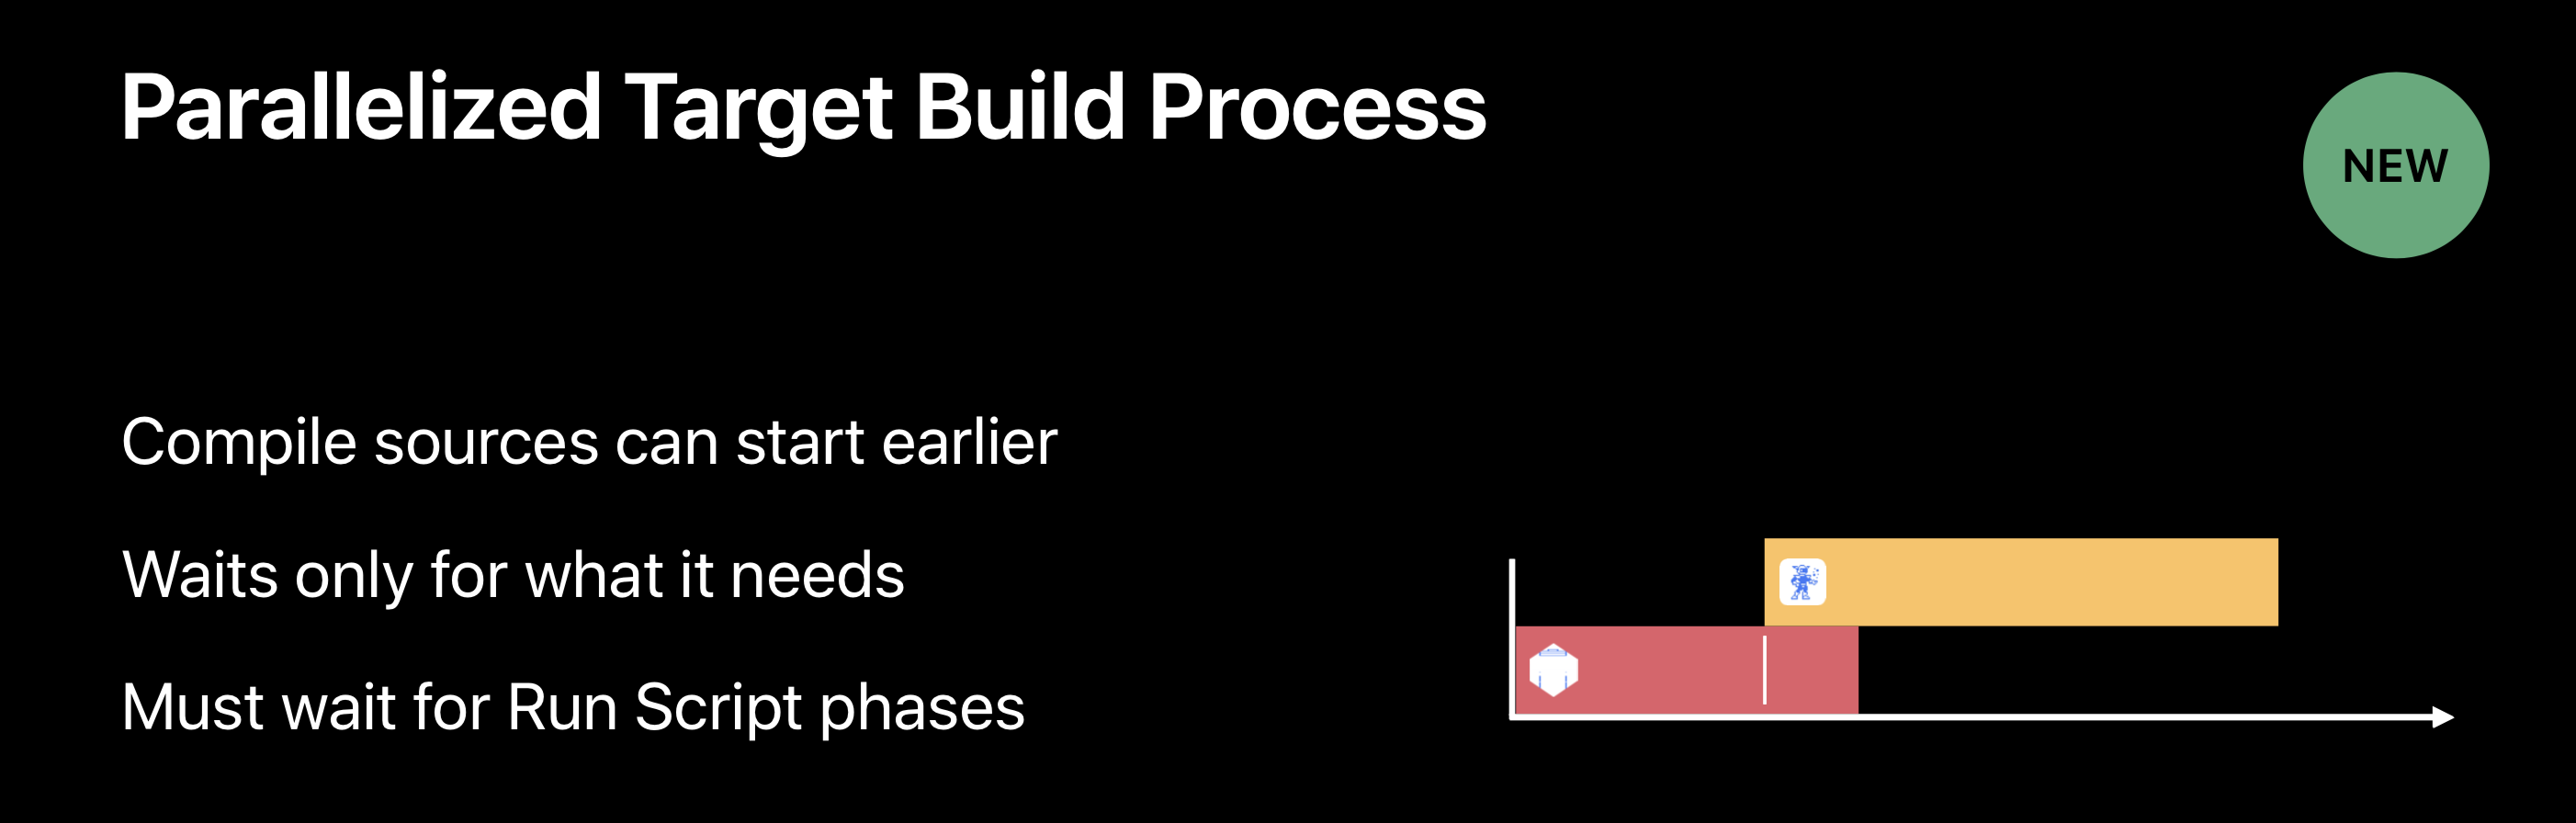 Parallelized Target Build Process
NEW
Compile sources can start earlier
Waits only for what it needs
Must wait for Run Script phases